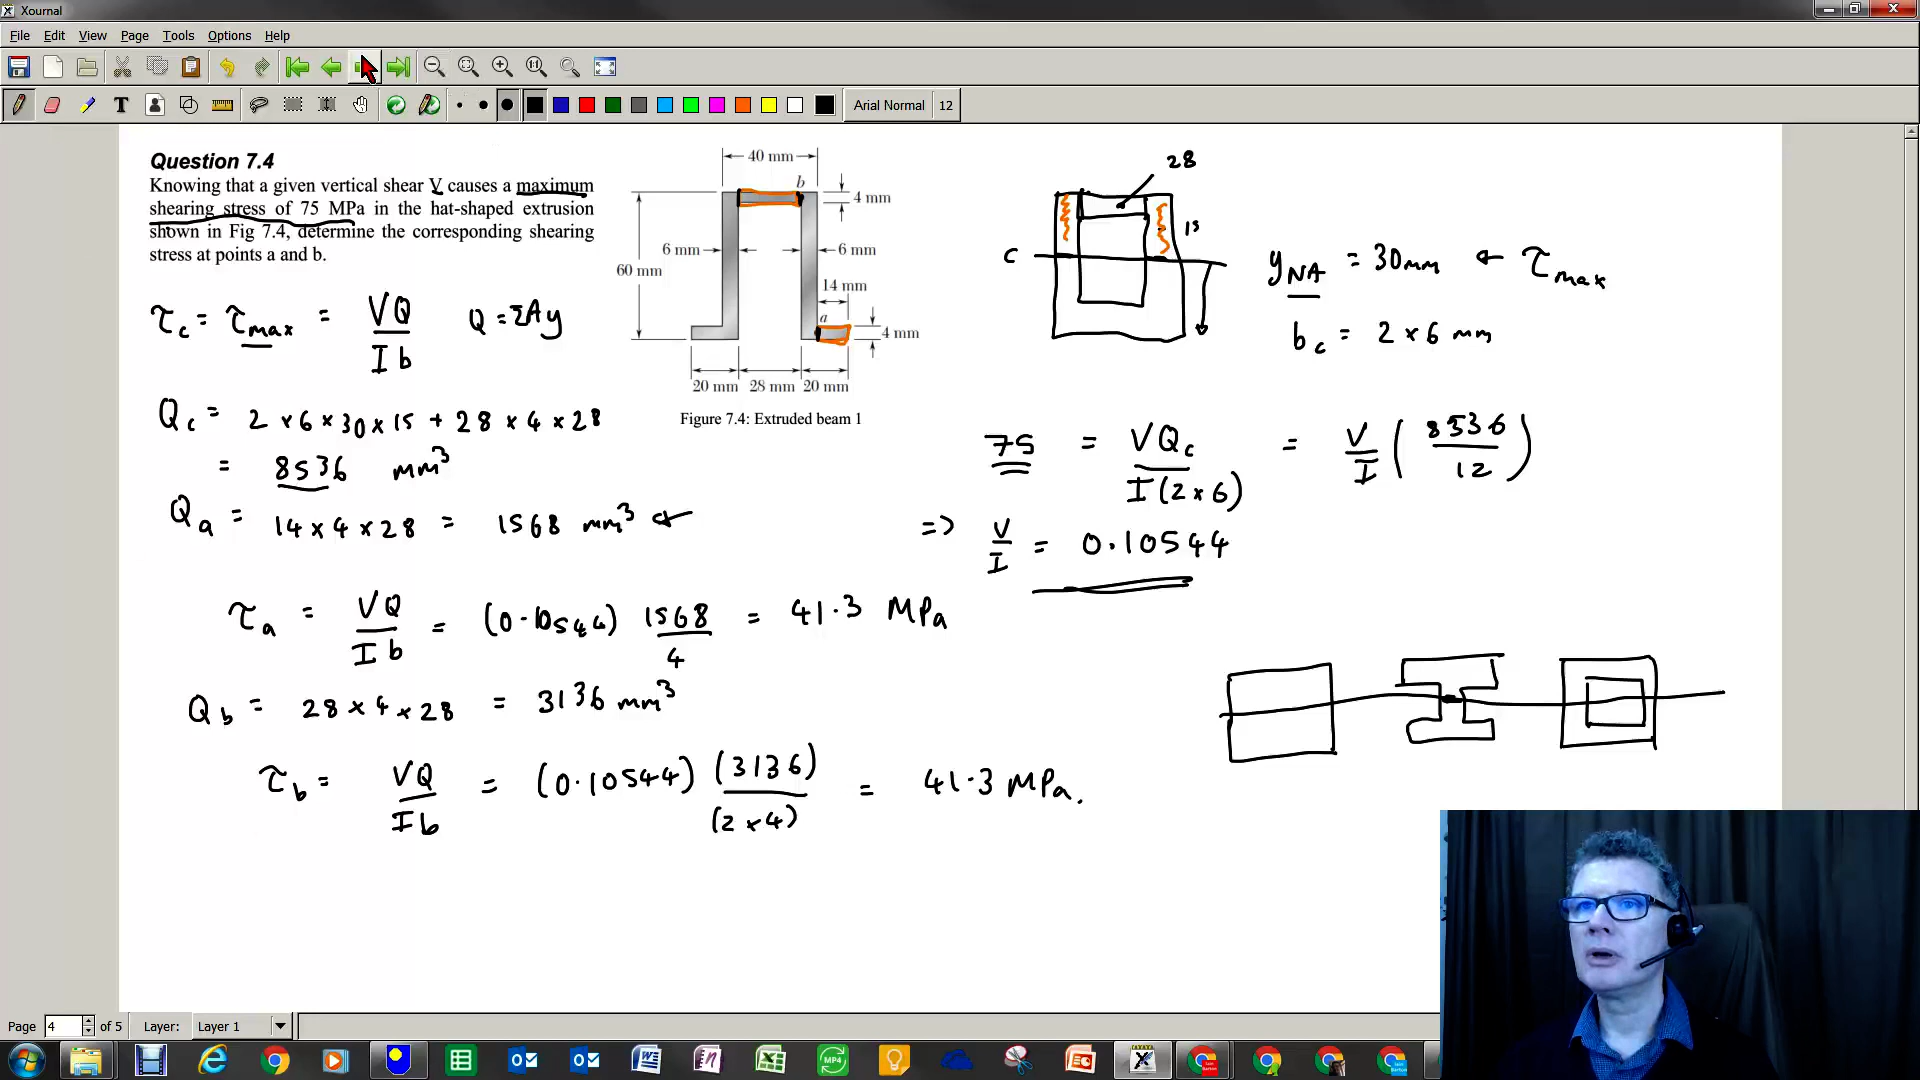 Xournal
File Edit View Page Tools Options Help
Arial Normal 12
Question 7.4
Knowing that a given vertical shear V causes a maximum
shearing stress of 75 MPa in the hat-shaped extrusion
shown in Fig 7.4, determine the corresponding shearing
stress at points a and b.
40 mm
b
4 mm
6 mm
6 mm
60 mm
14 mm
a
4 mm
20 mm 28 mm 20 mm
Figure 7.4: Extruded beam 1
28
15
C
y_NA = 30mm ← τ_max
b_c = 2 × 6 mm
τ_c = τ_max = VQ / I b Q = ΣAy
Q_c = 2 × 6 × 30 × 15 + 28 × 4 × 28
= 8536 mm³
Q_a = 14 × 4 × 28 = 1568 mm³ ←
75 = VQ_c / I(2×6) = V/I (8536 / 12)
=> V/I = 0.10544
τ_a = VQ / I b = (0.10544) 1568 / 4 = 41.3 MPa
Q_b = 28 × 4 × 28 = 3136 mm³
τ_b = VQ / Ib = (0.10544) (3136) / (2×4) = 41.3 MPa.
Page 4 of 5 Layer: Layer 1